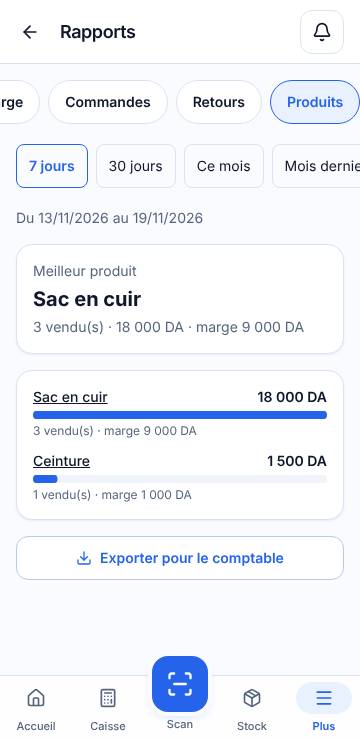 Rapports
rge
Commandes
Retours
Produits
7 jours
30 jours
Ce mois
Mois dernie
Du 13/11/2026 au 19/11/2026
Meilleur produit
Sac en cuir
3 vendu(s) · 18 000 DA · marge 9 000 DA
Sac en cuir 18 000 DA
3 vendu(s) · marge 9 000 DA
Ceinture 1 500 DA
1 vendu(s) · marge 1 000 DA
Exporter pour le comptable
Accueil
Caisse
Scan
Stock
Plus